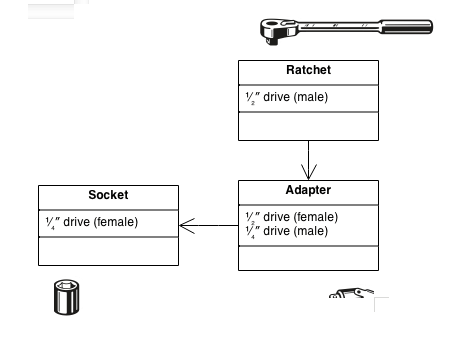 Ratchet
½″ drive (male)
Socket
¼″ drive (female)
Adapter
½″ drive (female)
¼″ drive (male)